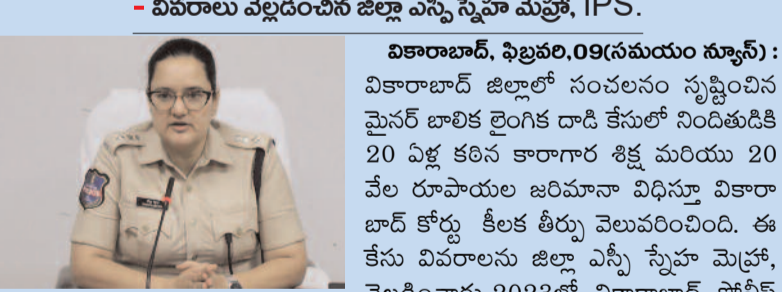 - వివరాలు వెల్లడించిన జిల్లా ఎస్పీ స్నేహ మెహ్రా, IPS.
వికారాబాద్, ఫిబ్రవరి,09(సమయం న్యూస్) :
వికారాబాద్ జిల్లాలో సంచలనం సృష్టించిన
మైనర్ బాలిక లైంగిక దాడి కేసులో నిందితుడికి
20 ఏళ్ల కఠిన కారాగార శిక్ష మరియు 20
వేల రూపాయల జరిమానా విధిస్తూ వికారా
బాద్ కోర్టు కీలక తీర్పు వెలువరించింది. ఈ
కేసు వివరాలను జిల్లా ఎస్పీ స్నేహ మెహ్రా,